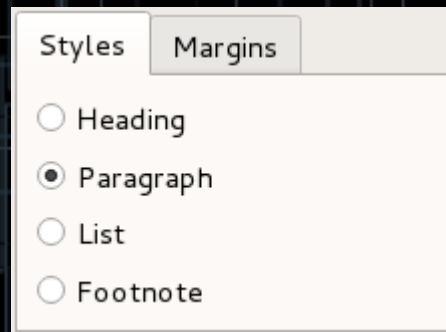 Styles Margins
Heading
Paragraph
List
Footnote